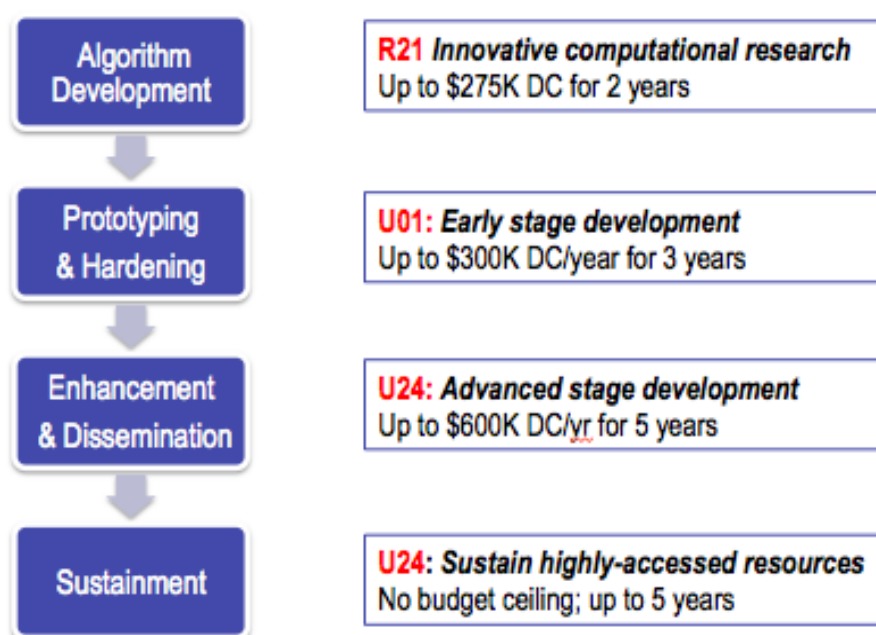 Algorithm
Development
R21 Innovative computational research
Up to $275K DC for 2 years
Prototyping
& Hardening
U01: Early stage development
Up to $300K DC/year for 3 years
Enhancement
& Dissemination
U24: Advanced stage development
Up to $600K DC/yr for 5 years
Sustainment
U24: Sustain highly-accessed resources
No budget ceiling; up to 5 years